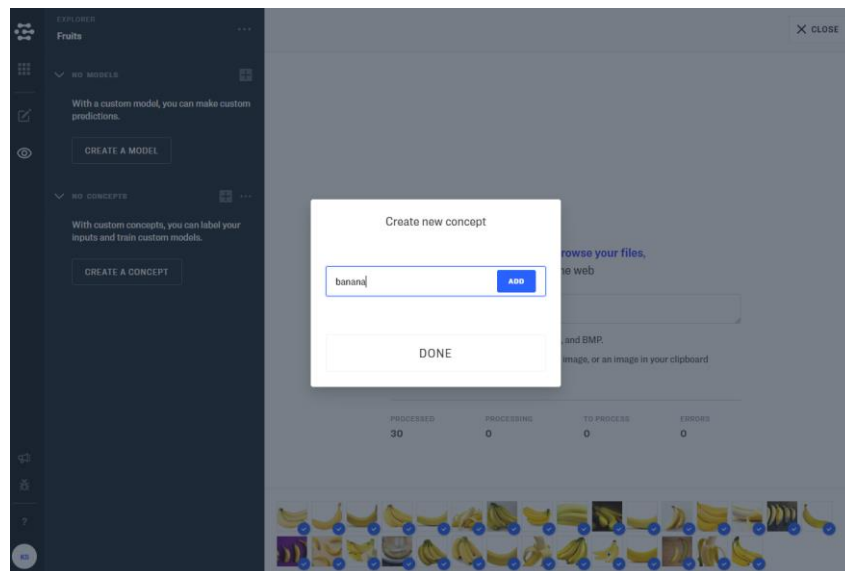 EXPLORER
Fruits
...
CLOSE
NO MODELS
With a custom model, you can make custom
predictions.
CREATE A MODEL
NO CONCEPTS
...
With custom concepts, you can label your
inputs and train custom models.
CREATE A CONCEPT
Create new concept
banana
ADD
DONE
rowse your files,
he web
, and BMP.
image, or an image in your clipboard
PROCESSED
PROCESSING
TO PROCESS
ERRORS
30
0
0
0
?
KS